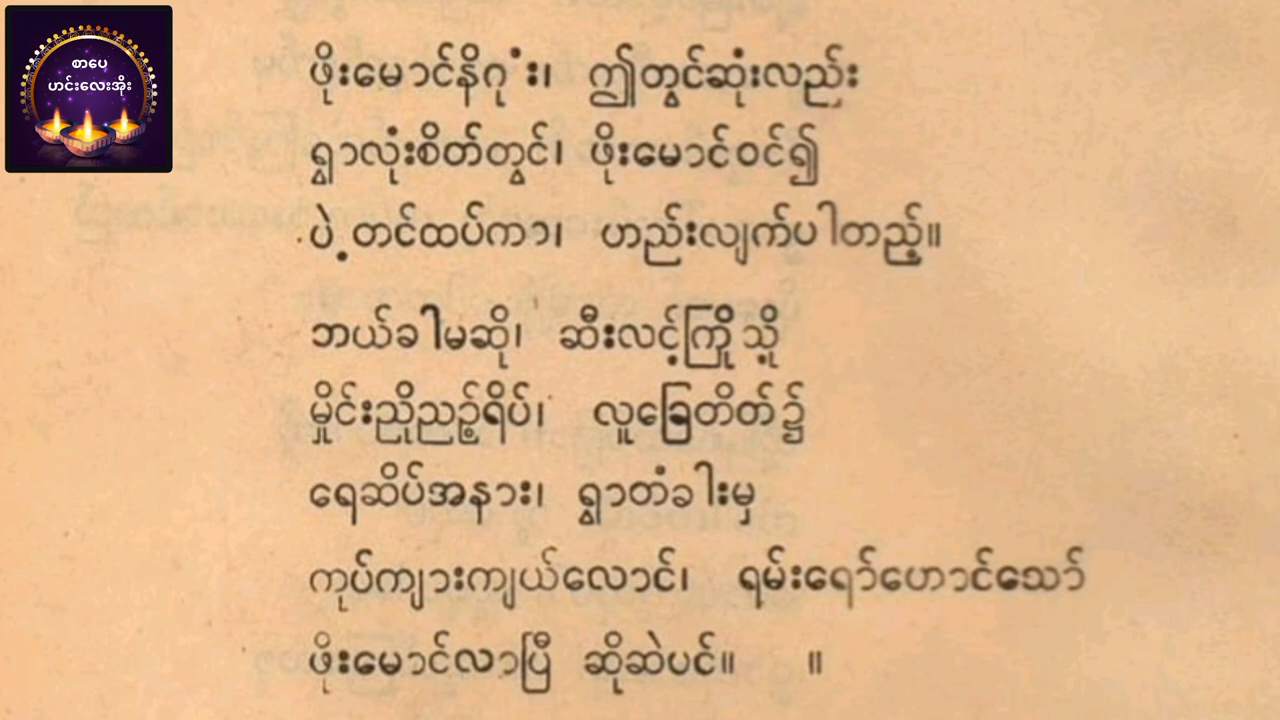 စာပေ
ဟင်းလေးအိုး
ဖိုးမောင်နိဂုံး၊ ဤတွင်ဆုံးလည်း
ရွာလုံးစိတ်တွင်၊ ဖိုးမောင်ဝင်၍
ပဲ့တင်ထပ်ကာ၊ ဟည်းလျက်ပါတည့်။
ဘယ်ခါမဆို၊ ဆီးလင့်ကြိုသို့
မှိုင်းညိုညဉ့်ရိပ်၊ လူခြေတိတ်၌
ရေဆိပ်အနား၊ ရွာတံခါးမှ
ကုပ်ကျားကျယ်လောင်၊ ရမ်းရော်ဟောင်သော်
ဖိုးမောင်လာပြီ ဆိုဆဲပင်။ ။